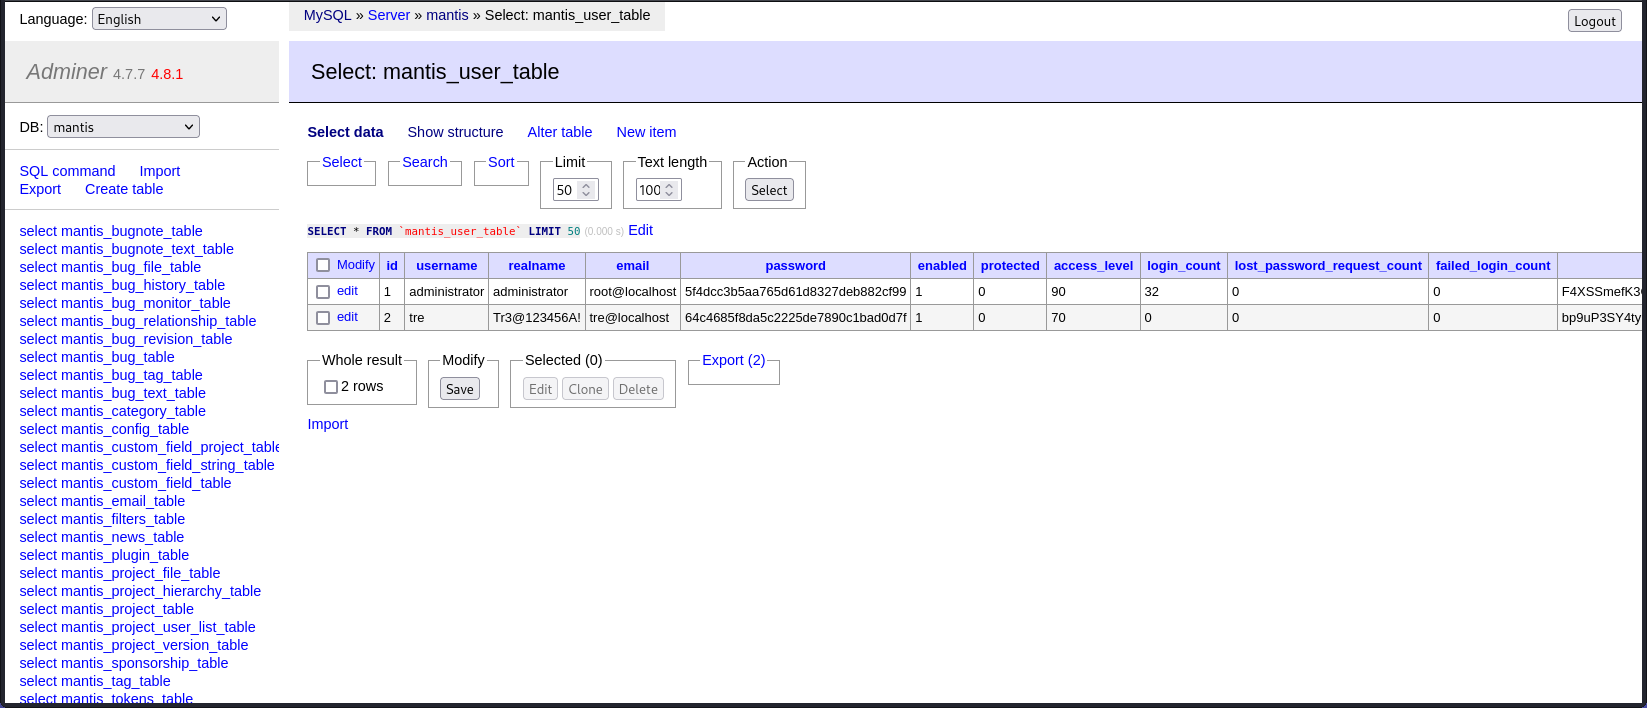 Language: English
MySQL » Server » mantis » Select: mantis_user_table
Logout
Adminer 4.7.7 4.8.1
Select: mantis_user_table
DB: mantis
SQL command Import
Export Create table
select mantis_bugnote_table
select mantis_bugnote_text_table
select mantis_bug_file_table
select mantis_bug_history_table
select mantis_bug_monitor_table
select mantis_bug_relationship_table
select mantis_bug_revision_table
select mantis_bug_table
select mantis_bug_tag_table
select mantis_bug_text_table
select mantis_category_table
select mantis_config_table
select mantis_custom_field_project_table
select mantis_custom_field_string_table
select mantis_custom_field_table
select mantis_email_table
select mantis_filters_table
select mantis_news_table
select mantis_plugin_table
select mantis_project_file_table
select mantis_project_hierarchy_table
select mantis_project_table
select mantis_project_user_list_table
select mantis_project_version_table
select mantis_sponsorship_table
select mantis_tag_table
select mantis_tokens_table
Select data Show structure Alter table New item
Select Search Sort Limit Text length Action
50 100 Select
SELECT * FROM `mantis_user_table` LIMIT 50 (0.000 s) Edit
Modify id username realname email password enabled protected access_level login_count lost_password_request_count failed_login_count
edit 1 administrator administrator root@localhost 5f4dcc3b5aa765d61d8327deb882cf99 1 0 90 32 0 0 F4XSSmefK3
edit 2 tre Tr3@123456A! tre@localhost 64c4685f8da5c2225de7890c1bad0d7f 1 0 70 0 0 0 bp9uP3SY4ty
Whole result Modify Selected (0) Export (2)
2 rows Save Edit Clone Delete
Import